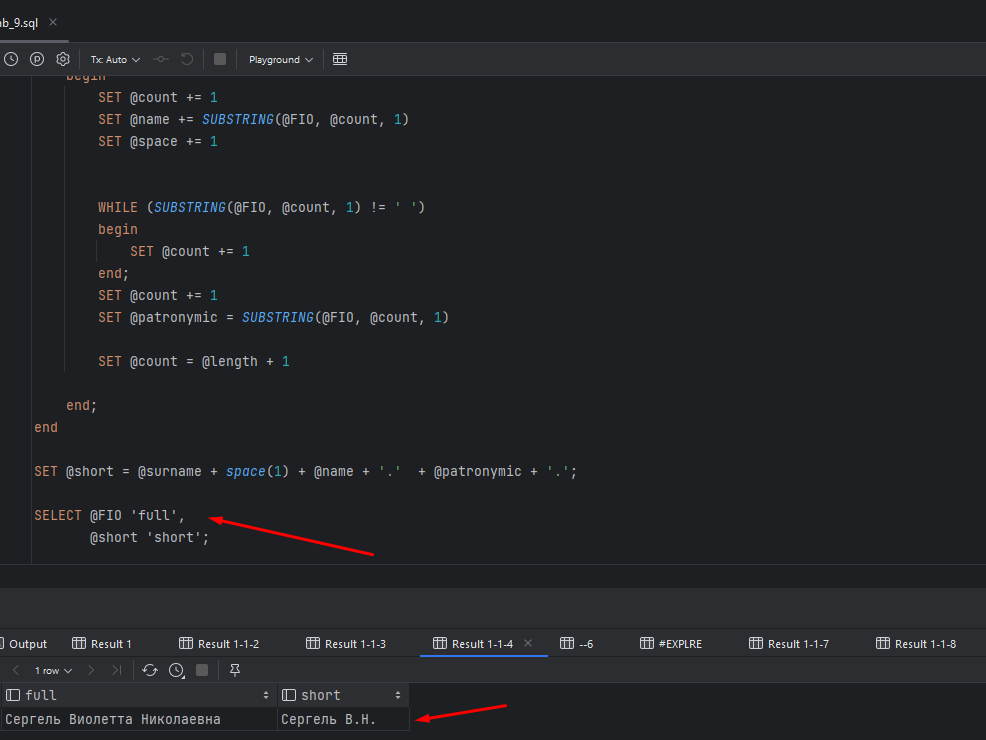 ab_9.sql
Tx: Auto Playground
begin
SET @count += 1
SET @name += SUBSTRING(@FIO, @count, 1)
SET @space += 1
WHILE (SUBSTRING(@FIO, @count, 1) != ' ')
begin
SET @count += 1
end;
SET @count += 1
SET @patronymic = SUBSTRING(@FIO, @count, 1)
SET @count = @length + 1
end;
end
SET @short = @surname + space(1) + @name + '.' + @patronymic + '.';
SELECT @FIO 'full',
@short 'short';
Output Result 1 Result 1-1-2 Result 1-1-3 Result 1-1-4 --6 #EXPLRE Result 1-1-7 Result 1-1-8
1 row
full short
Сергель Виолетта Николаевна Сергель В.Н.